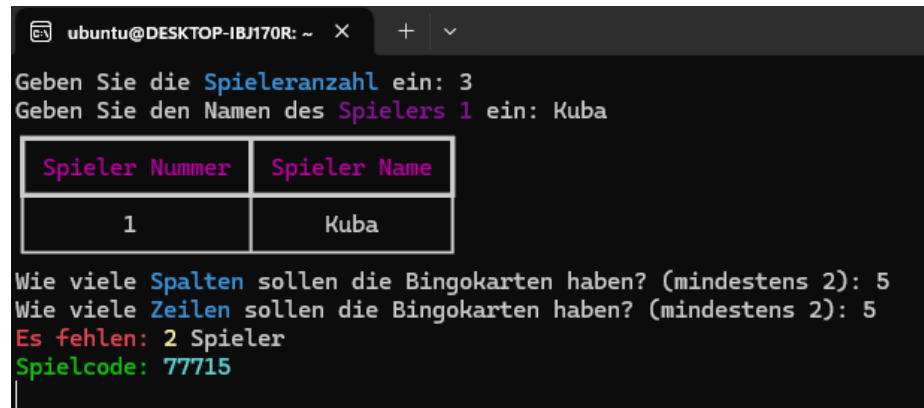 ubuntu@DESKTOP-IBJ170R: ~
Geben Sie die Spieleranzahl ein: 3
Geben Sie den Namen des Spielers 1 ein: Kuba
Spieler Nummer Spieler Name
1 Kuba
Wie viele Spalten sollen die Bingokarten haben? (mindestens 2): 5
Wie viele Zeilen sollen die Bingokarten haben? (mindestens 2): 5
Es fehlen: 2 Spieler
Spielcode: 77715